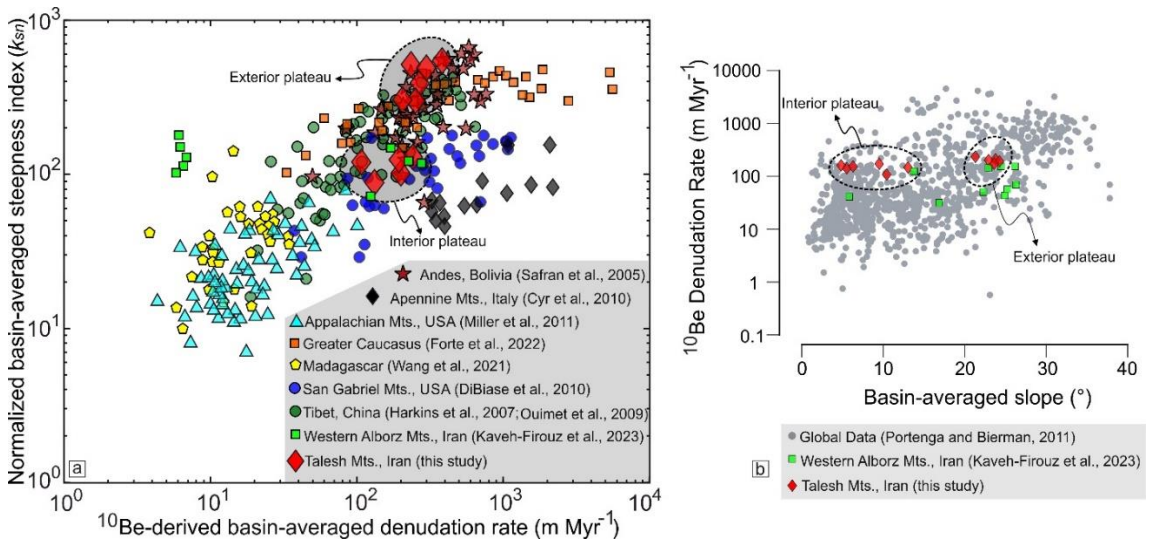 Normalized basin-averaged steepness index (ksn)
10³
10²
10¹
10⁰
Exterior plateau
Interior plateau
Andes, Bolivia (Safran et al., 2005)
Apennine Mts., Italy (Cyr et al., 2010)
Appalachian Mts., USA (Miller et al., 2011)
Greater Caucasus (Forte et al., 2022)
Madagascar (Wang et al., 2021)
San Gabriel Mts., USA (DiBiase et al., 2010)
Tibet, China (Harkins et al., 2007; Ouimet et al., 2009)
Western Alborz Mts., Iran (Kaveh-Firouz et al., 2023)
Talesh Mts., Iran (this study)
a
10⁰ 10¹ 10² 10³ 10⁴
¹⁰Be-derived basin-averaged denudation rate (m Myr⁻¹)
¹⁰Be Denudation Rate (m Myr⁻¹)
10000
1000
100
10
1
0.1
Interior plateau
Exterior plateau
0 10 20 30 40
Basin-averaged slope (°)
Global Data (Portenga and Bierman, 2011)
Western Alborz Mts., Iran (Kaveh-Firouz et al., 2023)
Talesh Mts., Iran (this study)
b